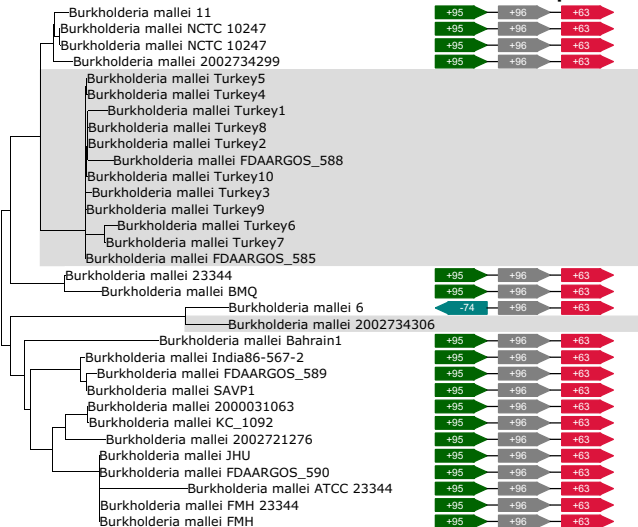 Burkholderia mallei 11 +95 +96 +63
Burkholderia mallei NCTC 10247 +95 +96 +63
Burkholderia mallei NCTC 10247 +95 +96 +63
Burkholderia mallei 2002734299 +95 +96 +63
Burkholderia mallei Turkey5
Burkholderia mallei Turkey4
Burkholderia mallei Turkey1
Burkholderia mallei Turkey8
Burkholderia mallei Turkey2
Burkholderia mallei FDAARGOS_588
Burkholderia mallei Turkey10
Burkholderia mallei Turkey3
Burkholderia mallei Turkey9
Burkholderia mallei Turkey6
Burkholderia mallei Turkey7
Burkholderia mallei FDAARGOS_585
Burkholderia mallei 23344 +95 +96 +63
Burkholderia mallei BMQ +95 +96 +63
Burkholderia mallei 6 -74 +96 +63
Burkholderia mallei 2002734306
Burkholderia mallei Bahrain1 +95 +96 +63
Burkholderia mallei India86-567-2 +95 +96 +63
Burkholderia mallei FDAARGOS_589 +95 +96 +63
Burkholderia mallei SAVP1 +95 +96 +63
Burkholderia mallei 2000031063 +95 +96 +63
Burkholderia mallei KC_1092 +95 +96 +63
Burkholderia mallei 2002721276 +95 +96 +63
Burkholderia mallei JHU +95 +96 +63
Burkholderia mallei FDAARGOS_590 +95 +96 +63
Burkholderia mallei ATCC 23344 +95 +96 +63
Burkholderia mallei FMH 23344 +95 +96 +63
Burkholderia mallei FMH +95 +96 +63